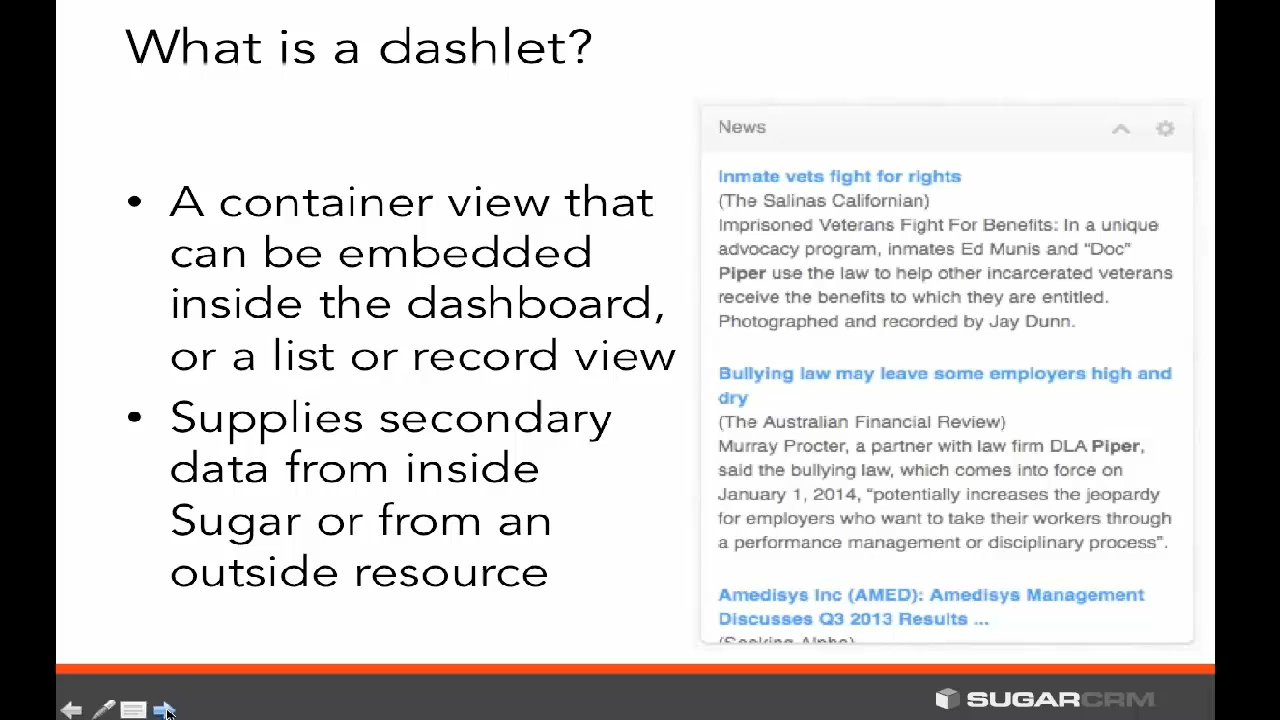 What is a dashlet?
• A container view that
can be embedded
inside the dashboard,
or a list or record view
• Supplies secondary
data from inside
Sugar or from an
outside resource
News
Inmate vets fight for rights
(The Salinas Californian)
Imprisoned Veterans Fight For Benefits: In a unique
advocacy program, inmates Ed Munis and “Doc”
Piper use the law to help other incarcerated veterans
receive the benefits to which they are entitled.
Photographed and recorded by Jay Dunn.
Bullying law may leave some employers high and
dry
(The Australian Financial Review)
Murray Procter, a partner with law firm DLA Piper,
said the bullying law, which comes into force on
January 1, 2014, “potentially increases the jeopardy
for employers who want to take their workers through
a performance management or disciplinary process”.
Amedisys Inc (AMED): Amedisys Management
Discusses Q3 2013 Results ...
(Seeking Alpha)
SUGARCRM